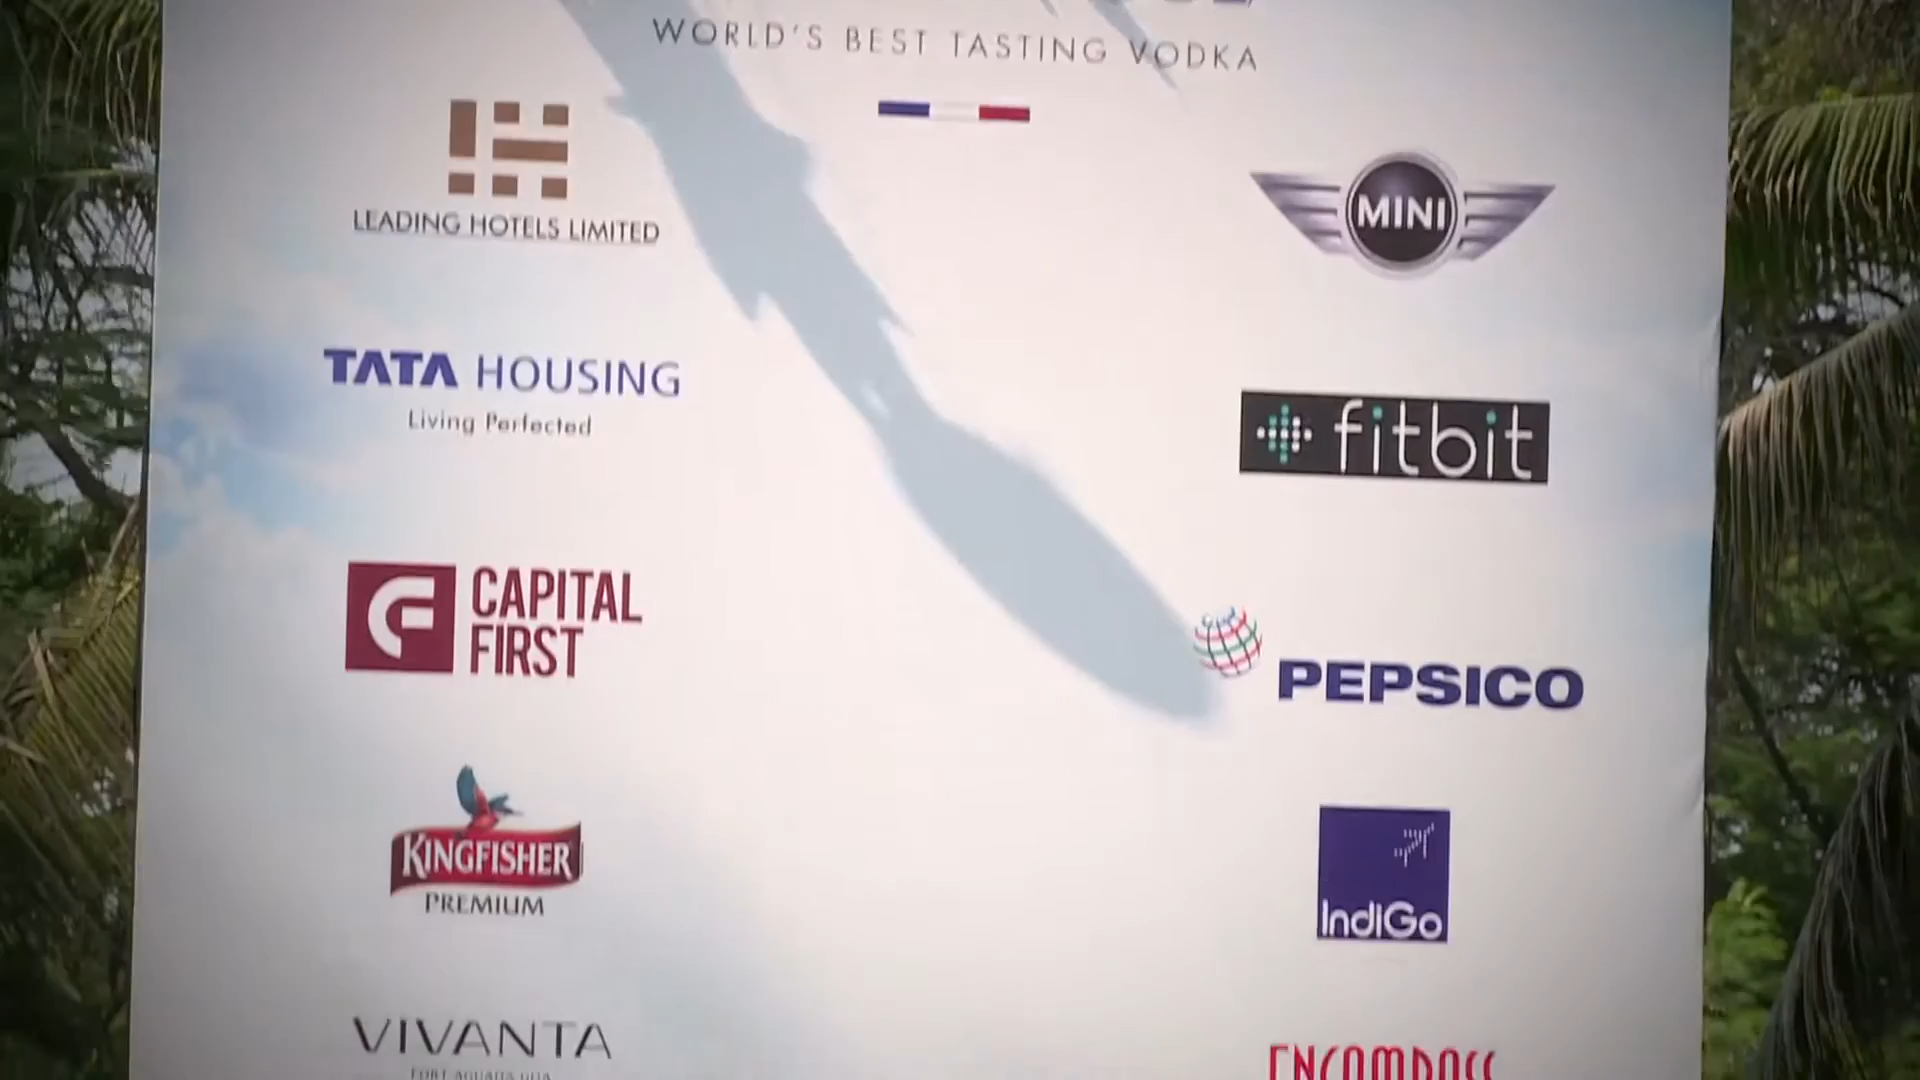 WORLD'S BEST TASTING VODKA
LEADING HOTELS LIMITED
MINI
TATA HOUSING
Living Perfected
fitbit
CAPITAL
FIRST
PEPSICO
KINGFISHER
PREMIUM
IndiGo
VIVANTA
ENCOMPASS